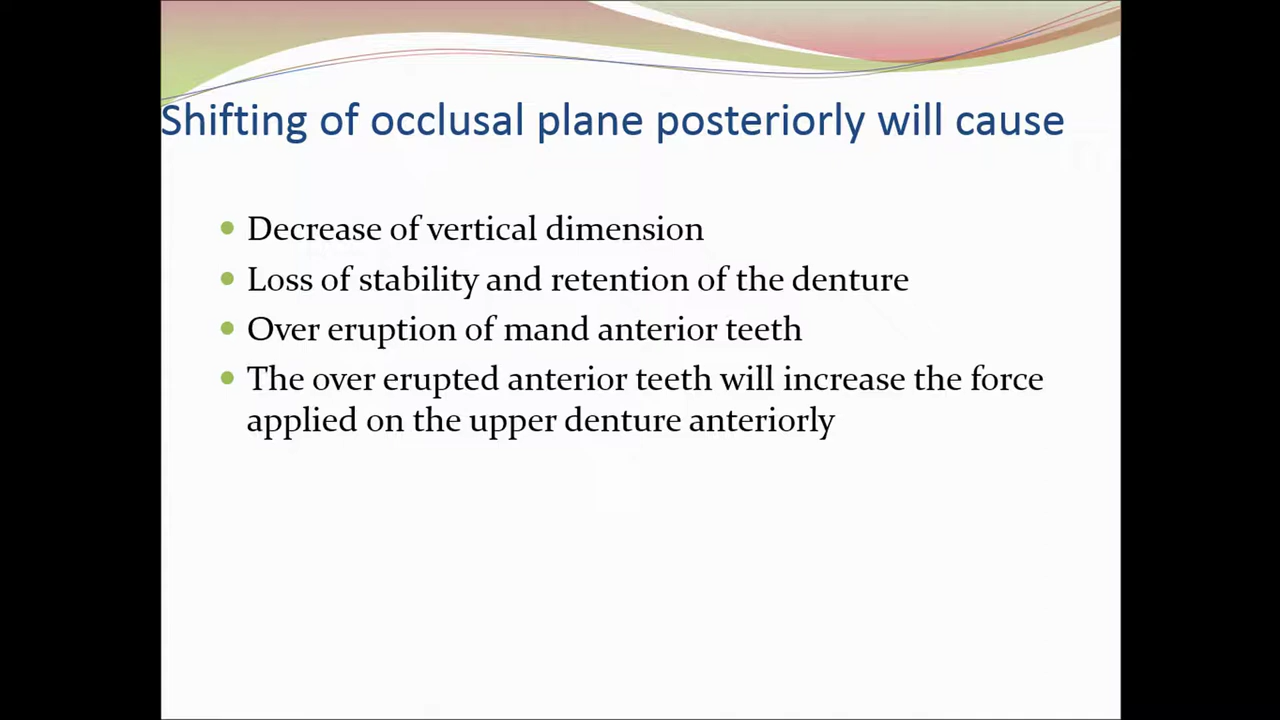 Shifting of occlusal plane posteriorly will cause
Decrease of vertical dimension
Loss of stability and retention of the denture
Over eruption of mand anterior teeth
The over erupted anterior teeth will increase the force
applied on the upper denture anteriorly